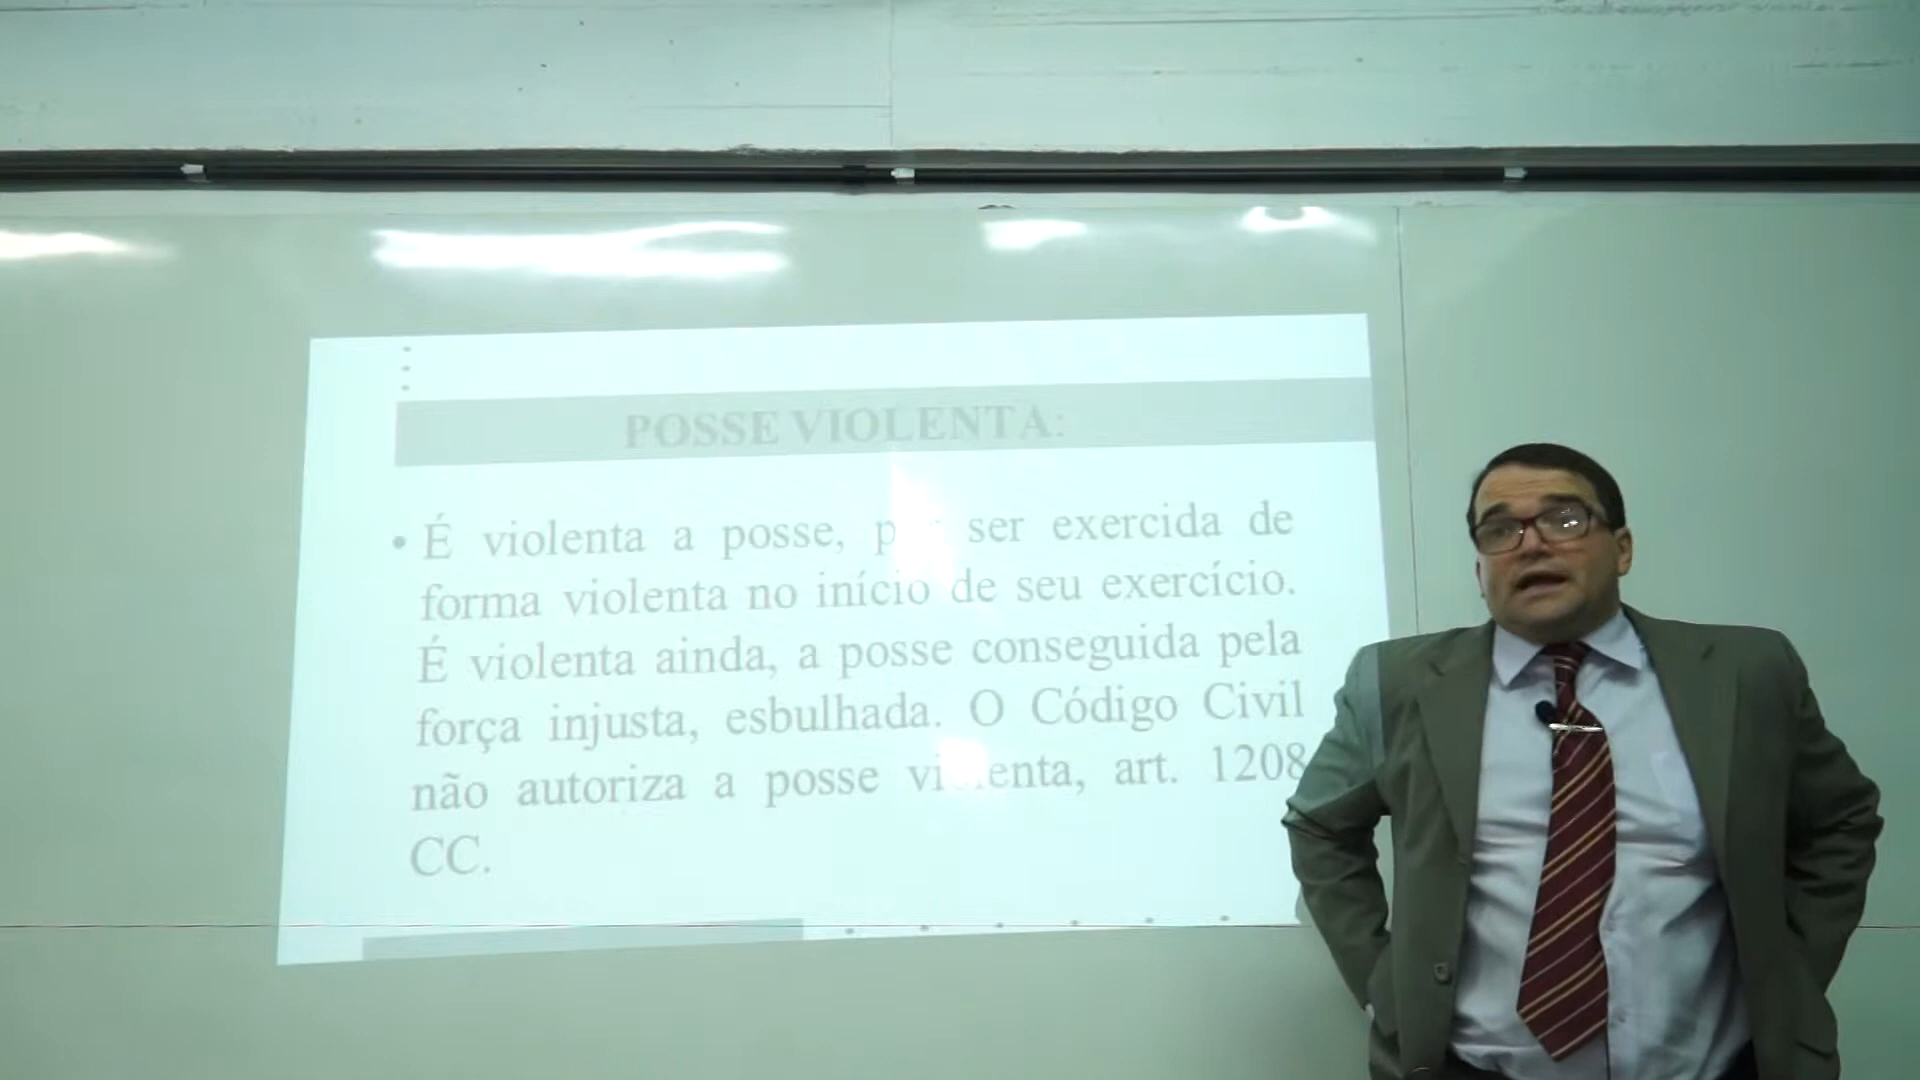 POSSE VIOLENTA:
• É violenta a posse, ser exercida de
forma violenta no início de seu exercício.
É violenta ainda, a posse conseguida pela
força injusta, esbulhada. O Código Civil
não autoriza a posse violenta, art. 1208
CC.